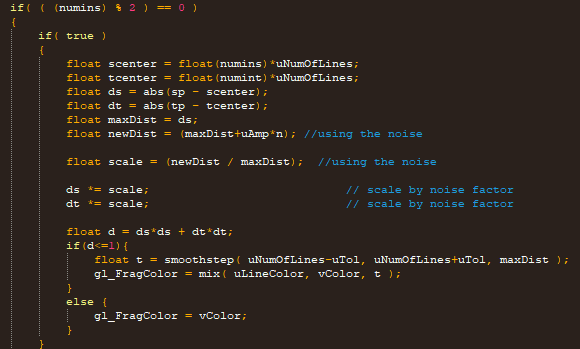 if( ( (numins) % 2 ) == 0 )
{
if( true )
{
float scenter = float(numins)*uNumOfLines;
float tcenter = float(numint)*uNumOfLines;
float ds = abs(sp - scenter);
float dt = abs(tp - tcenter);
float maxDist = ds;
float newDist = (maxDist+uAmp*n); //using the noise
float scale = (newDist / maxDist);  //using the noise
ds *= scale; // scale by noise factor
dt *= scale; // scale by noise factor
float d = ds*ds + dt*dt;
if(d<=1){
float t = smoothstep( uNumOfLines-uTol, uNumOfLines+uTol, maxDist );
gl_FragColor = mix( uLineColor, vColor, t );
}
else {
gl_FragColor = vColor;
}
}